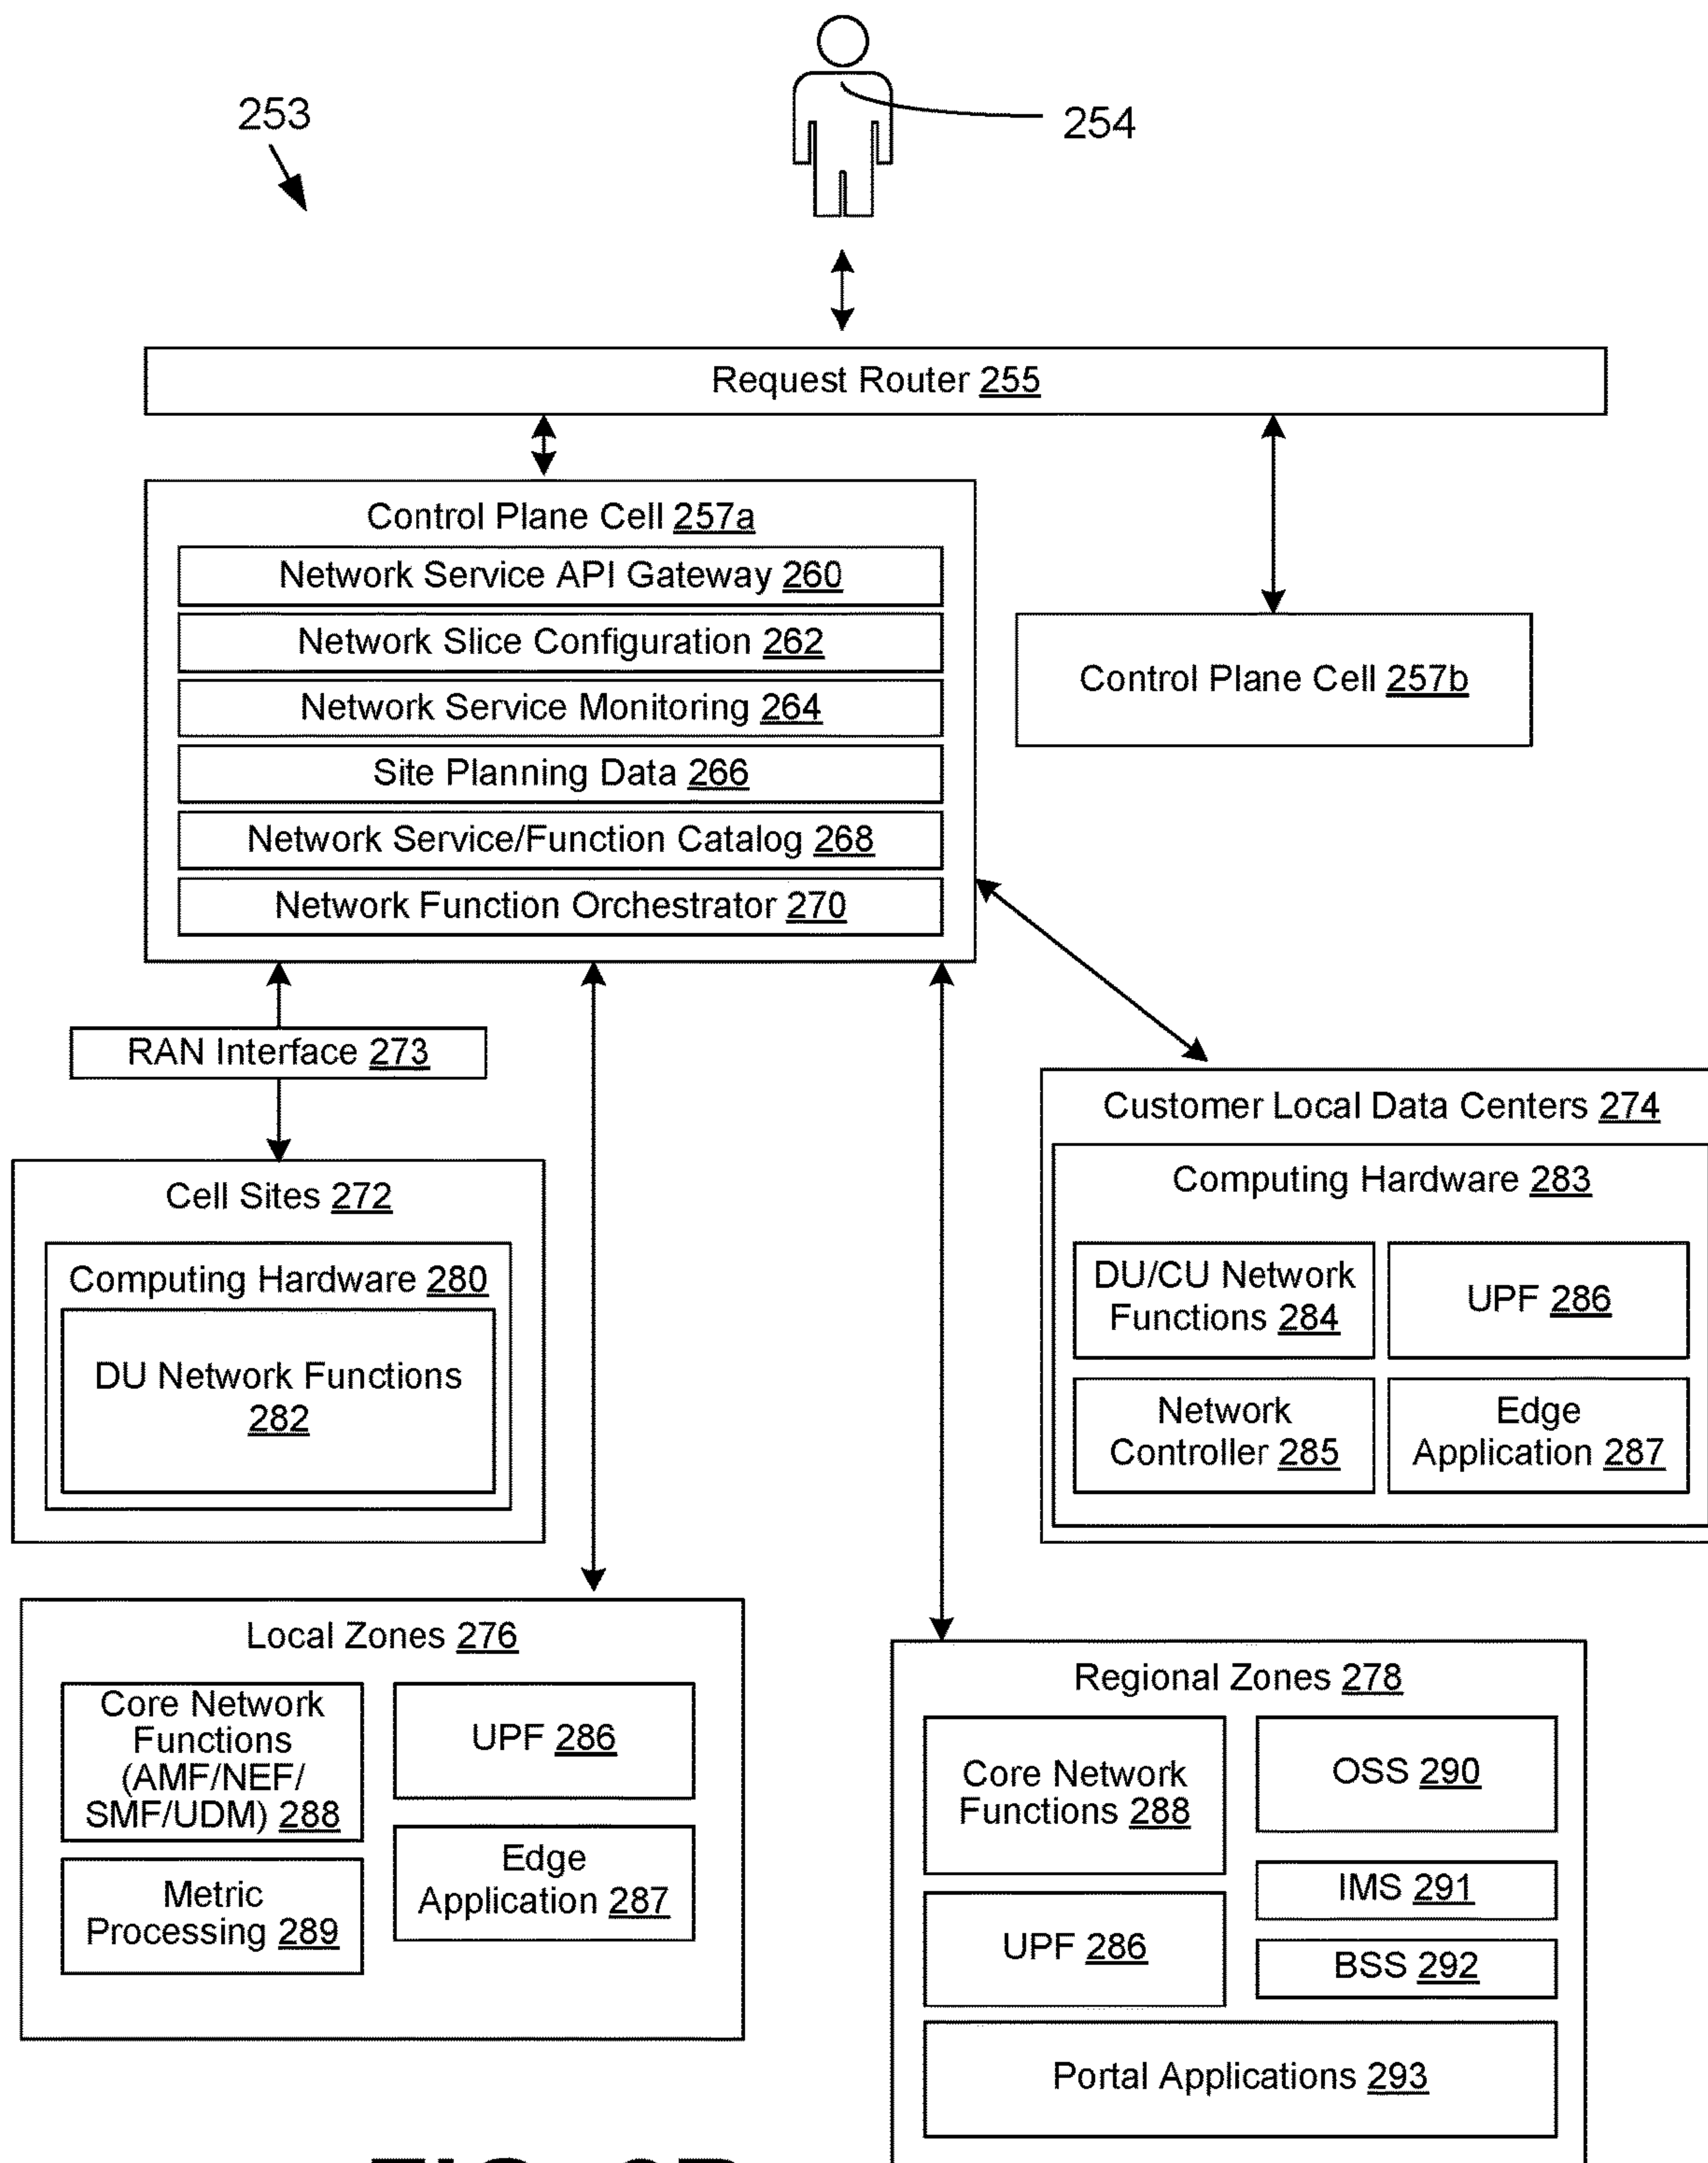 253
254
Request Router 255
Control Plane Cell 257a
Network Service API Gateway 260
Network Slice Configuration 262
Network Service Monitoring 264
Site Planning Data 266
Network Service/Function Catalog 268
Network Function Orchestrator 270
Control Plane Cell 257b
RAN Interface 273
Cell Sites 272
Computing Hardware 280
DU Network Functions
282
Customer Local Data Centers 274
Computing Hardware 283
DU/CU Network
Functions 284
UPF 286
Network
Controller 285
Edge
Application 287
Local Zones 276
Core Network
Functions
(AMF/NEF/
SMF/UDM) 288
UPF 286
Metric
Processing 289
Edge
Application 287
Regional Zones 278
Core Network
Functions 288
OSS 290
IMS 291
UPF 286
BSS 292
Portal Applications 293